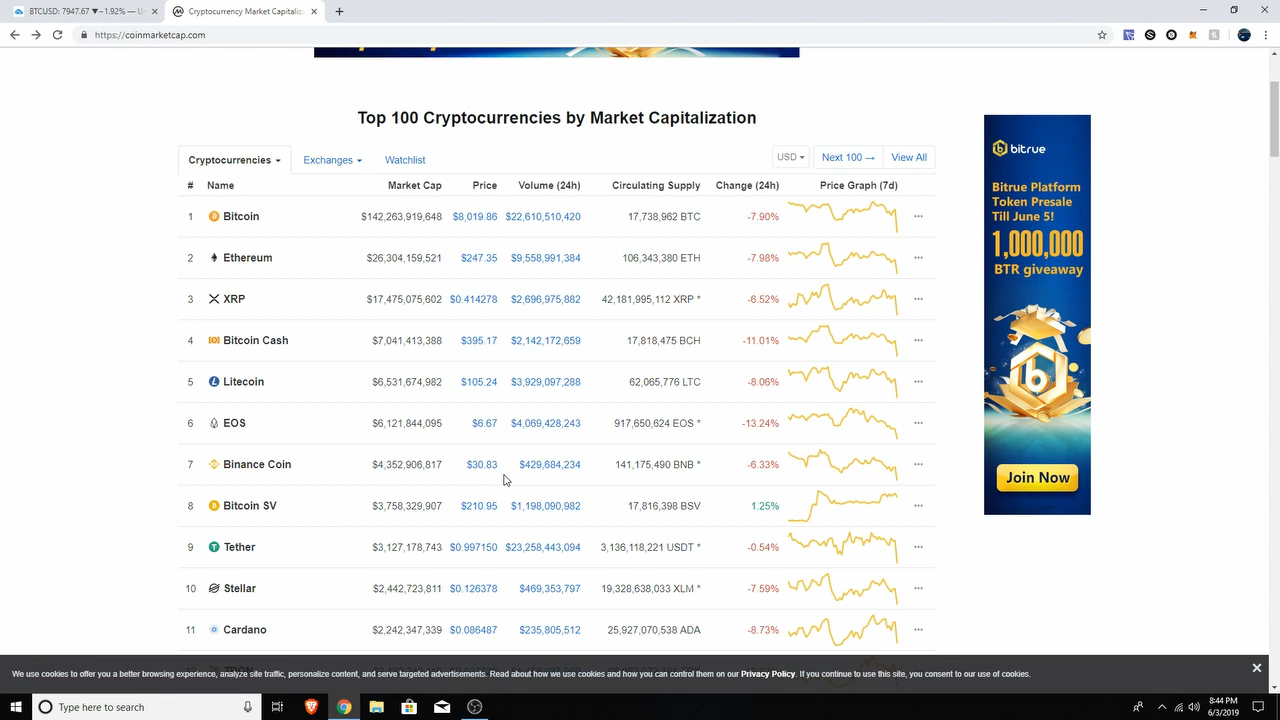 BTCUSD: 7947.67 ▼−1.92% — U
Cryptocurrency Market Capitaliz
https://coinmarketcap.com
Top 100 Cryptocurrencies by Market Capitalization
Cryptocurrencies Exchanges Watchlist USD Next 100 → View All
# Name Market Cap Price Volume (24h) Circulating Supply Change (24h) Price Graph (7d)
1 Bitcoin $142,263,919,648 $8,019.86 $22,610,510,420 17,738,962 BTC -7.90%
2 Ethereum $26,304,159,521 $247.35 $9,558,991,384 106,343,380 ETH -7.98%
3 XRP $17,475,075,602 $0.414278 $2,696,975,882 42,181,995,112 XRP * -6.52%
4 Bitcoin Cash $7,041,413,388 $395.17 $2,142,172,659 17,818,475 BCH -11.01%
5 Litecoin $6,531,674,982 $105.24 $3,929,097,288 62,065,776 LTC -8.06%
6 EOS $6,121,844,095 $6.67 $4,069,428,243 917,650,624 EOS * -13.24%
7 Binance Coin $4,352,906,817 $30.83 $429,684,234 141,175,490 BNB * -6.33%
8 Bitcoin SV $3,758,329,907 $210.95 $1,198,090,982 17,816,398 BSV 1.25%
9 Tether $3,127,178,743 $0.997150 $23,258,443,094 3,136,118,221 USDT * -0.54%
10 Stellar $2,442,723,811 $0.126378 $469,353,797 19,328,638,033 XLM * -7.59%
11 Cardano $2,242,347,339 $0.086487 $235,805,512 25,927,070,538 ADA -8.73%
bitrue
Bitrue Platform
Token Presale
Till June 5!
1,000,000
BTR giveaway
Join Now
We use cookies to offer you a better browsing experience, analyze site traffic, personalize content, and serve targeted advertisements. Read about how we use cookies and how you can control them on our Privacy Policy. If you continue to use this site, you consent to our use of cookies.
Type here to search
8:44 PM
6/3/2019